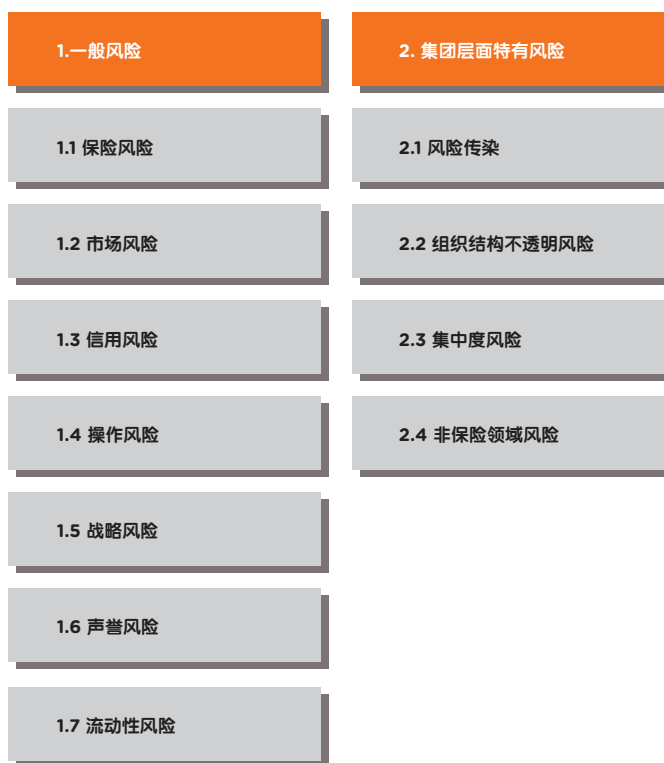 1.一般风险
1.1 保险风险
1.2 市场风险
1.3 信用风险
1.4 操作风险
1.5 战略风险
1.6 声誉风险
1.7 流动性风险
2. 集团层面特有风险
2.1 风险传染
2.2 组织结构不透明风险
2.3 集中度风险
2.4 非保险领域风险